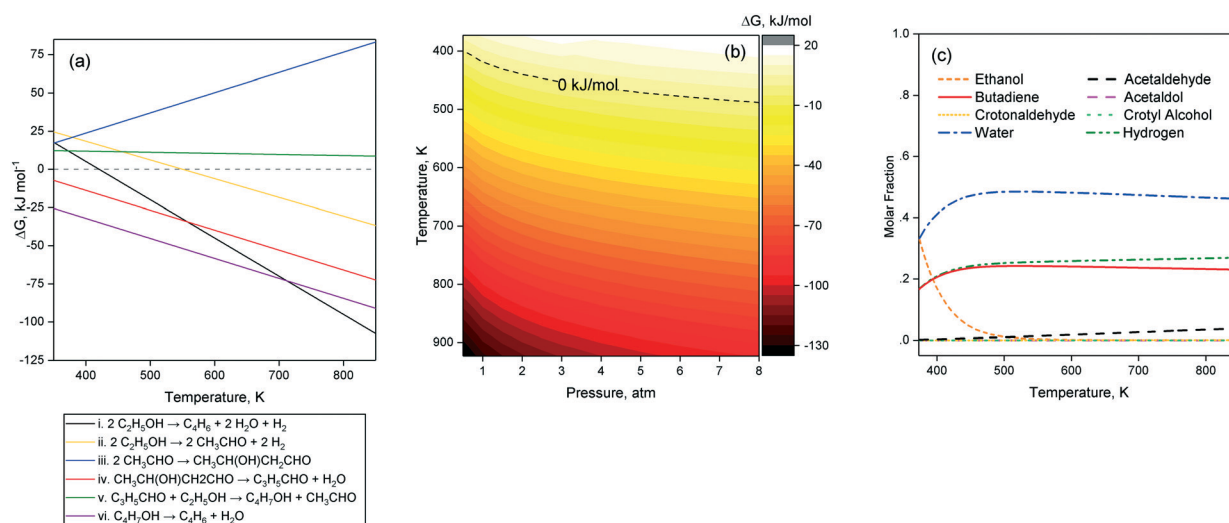 (a)
75
50
25
0
-25
-50
-75
-100
-125
ΔG, kJ mol⁻¹
400
500
600
700
800
Temperature, K
i. 2 C₂H₅OH → C₄H₆ + 2 H₂O + H₂
ii. 2 C₂H₅OH → 2 CH₃CHO + 2 H₂
iii. 2 CH₃CHO → CH₃CH(OH)CH₂CHO
iv. CH₃CH(OH)CH2CHO → C₃H₅CHO + H₂O
v. C₃H₅CHO + C₂H₅OH → C₄H₇OH + CH₃CHO
vi. C₄H₇OH → C₄H₆ + H₂O
(b)
0 kJ/mol
400
500
600
700
800
900
Temperature, K
1
2
3
4
5
6
7
8
Pressure, atm
ΔG, kJ/mol
20
-10
-40
-70
-100
-130
(c)
1.0
.8
.6
.4
.2
.0
Molar Fraction
Ethanol
Butadiene
Crotonaldehyde
Water
Acetaldehyde
Acetaldol
Crotyl Alcohol
Hydrogen
400
500
600
700
800
Temperature, K